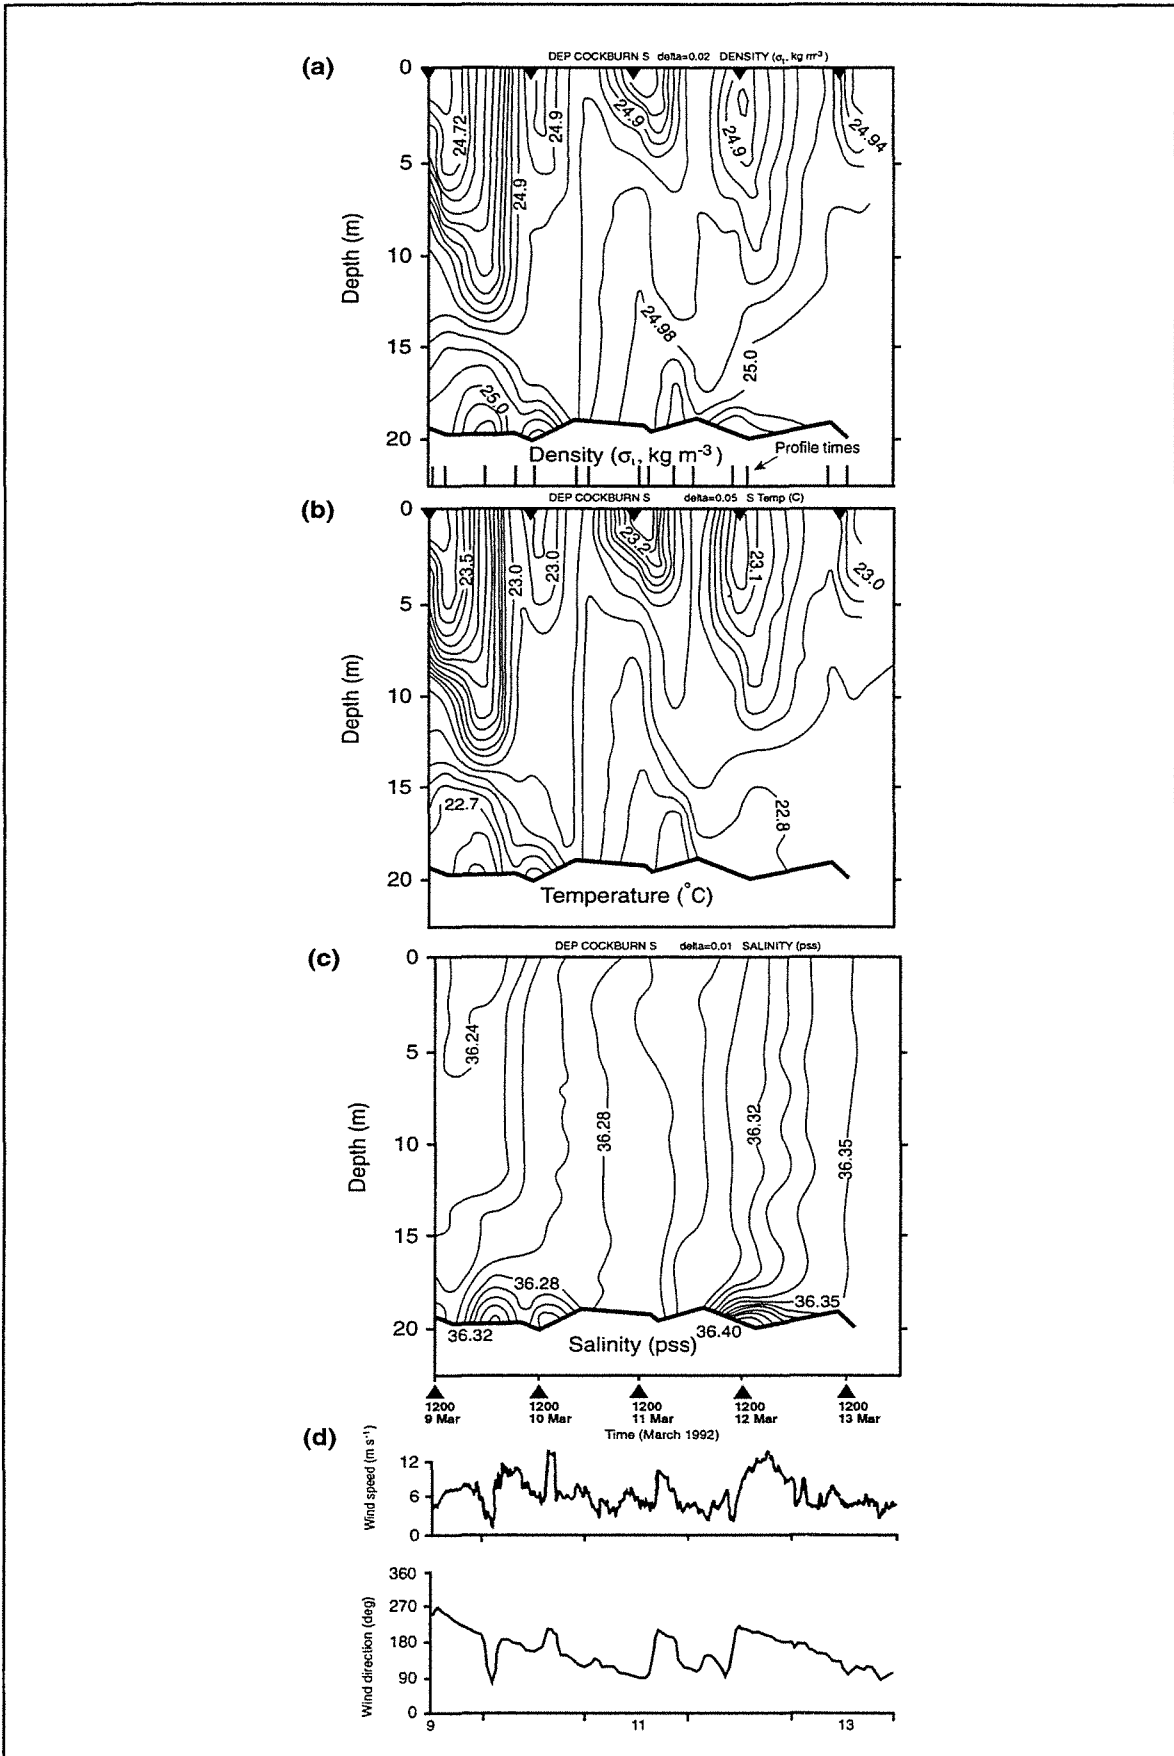 (a)
DEP COCKBURN S delta=0.02 DENSITY (σt, kg m-3)
0
5
10
15
20
Depth (m)
24.72
24.9
24.9
24.9
24.9
24.94
24.98
25.0
25.0
Density (σt, kg m-3)
Profile times
(b)
DEP COCKBURN S delta=0.05 S Temp (C)
0
5
10
15
20
Depth (m)
23.5
23.0
23.0
23.2
23.1
23.0
22.7
22.8
Temperature (°C)
(c)
DEP COCKBURN S delta=0.01 SALINITY (pss)
0
5
10
15
20
Depth (m)
36.24
36.28
36.32
36.35
36.28
36.35
36.32
36.40
Salinity (pss)
1200 1200 1200 1200 1200
9 Mar 10 Mar 11 Mar 12 Mar 13 Mar
Time (March 1992)
(d)
Wind speed (m s-1)
12
6
0
Wind direction (deg)
360
270
180
90
0
9 11 13